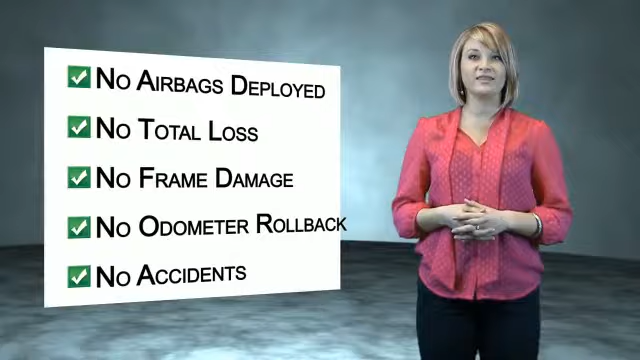 No Airbags Deployed
No Total Loss
No Frame Damage
No Odometer Rollback
No Accidents